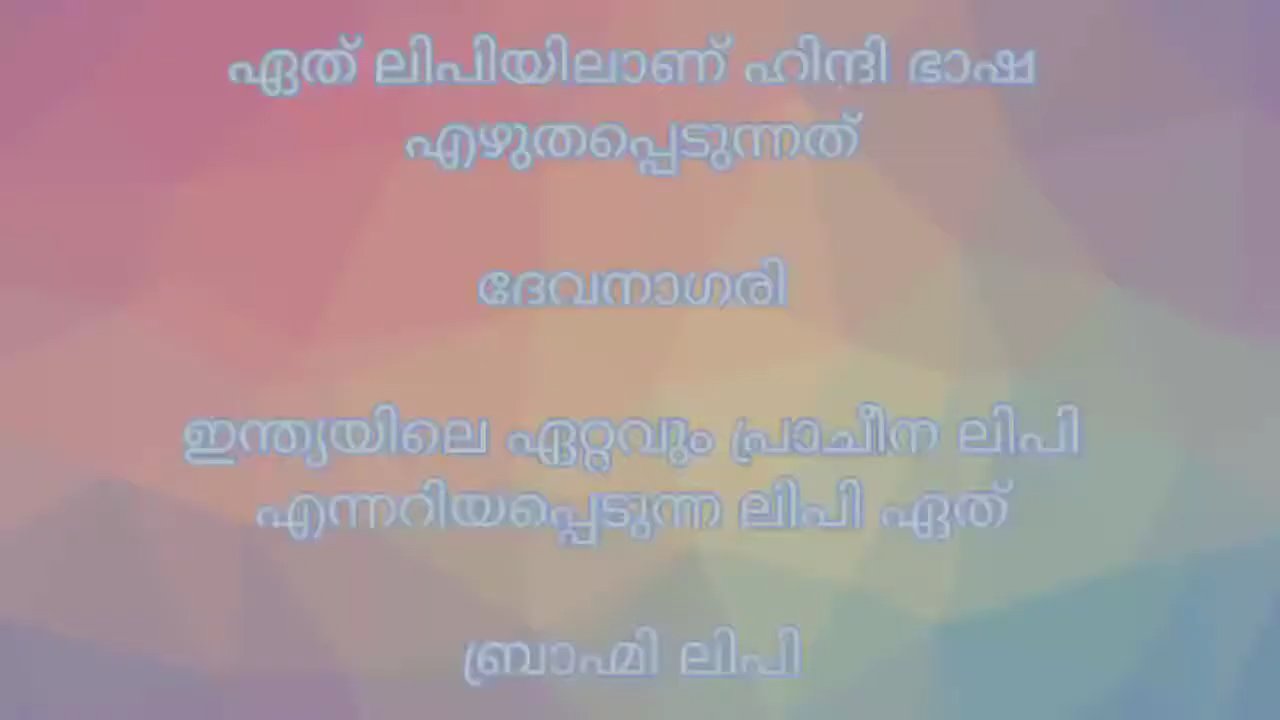 ഏത് ലിപിയിലാണ് ഹിന്ദി ഭാഷ
എഴുതപ്പെടുന്നത്
ദേവനാഗരി
ഇന്ത്യയിലെ ഏറ്റവും പ്രാചീന ലിപി
എന്നറിയപ്പെടുന്ന ലിപി ഏത്
ബ്രാഹ്മി ലിപി